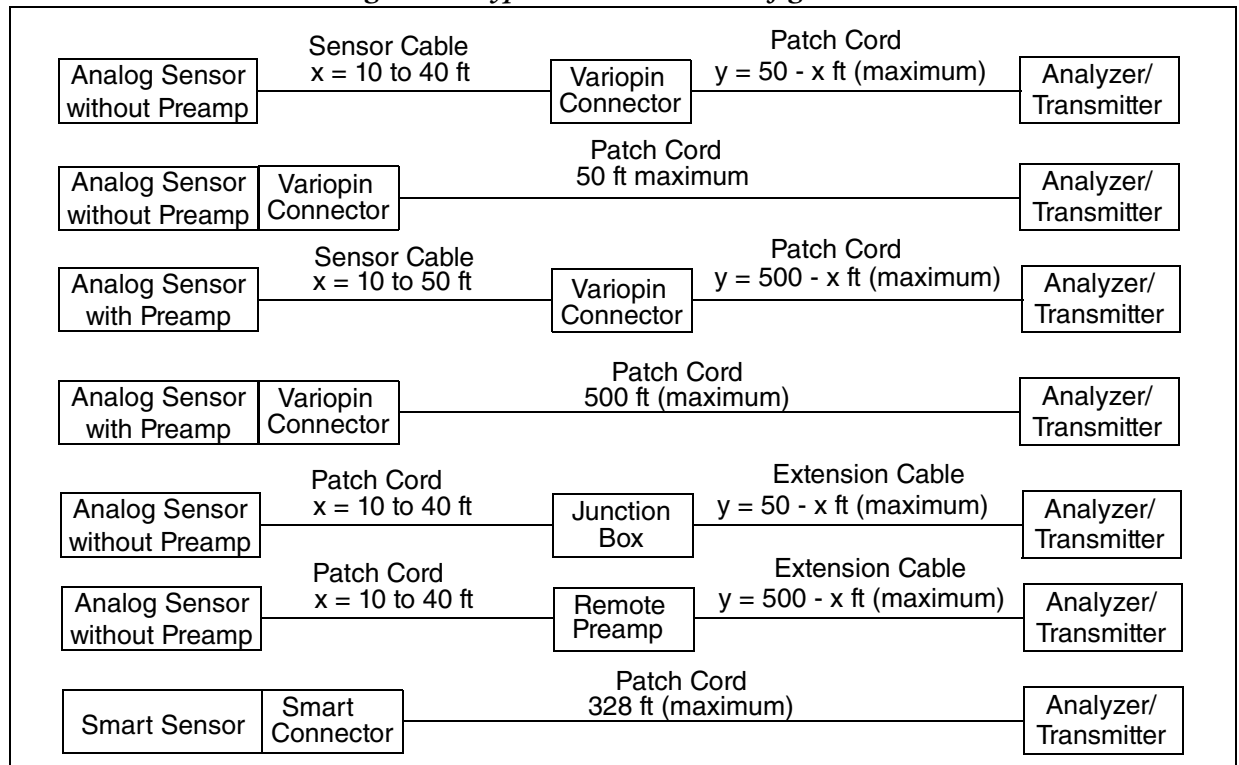 Sensor Cable
x = 10 to 40 ft
Patch Cord
y = 50 - x ft (maximum)
Analog Sensor
without Preamp
Variopin
Connector
Analyzer/
Transmitter
Patch Cord
50 ft maximum
Analog Sensor
without Preamp
Variopin
Connector
Analyzer/
Transmitter
Sensor Cable
x = 10 to 50 ft
Patch Cord
y = 500 - x ft (maximum)
Analog Sensor
with Preamp
Variopin
Connector
Analyzer/
Transmitter
Patch Cord
500 ft (maximum)
Analog Sensor
with Preamp
Variopin
Connector
Analyzer/
Transmitter
Patch Cord
x = 10 to 40 ft
Extension Cable
y = 50 - x ft (maximum)
Analog Sensor
without Preamp
Junction
Box
Analyzer/
Transmitter
Patch Cord
x = 10 to 40 ft
Extension Cable
y = 500 - x ft (maximum)
Analog Sensor
without Preamp
Remote
Preamp
Analyzer/
Transmitter
Patch Cord
328 ft (maximum)
Smart Sensor
Smart
Connector
Analyzer/
Transmitter